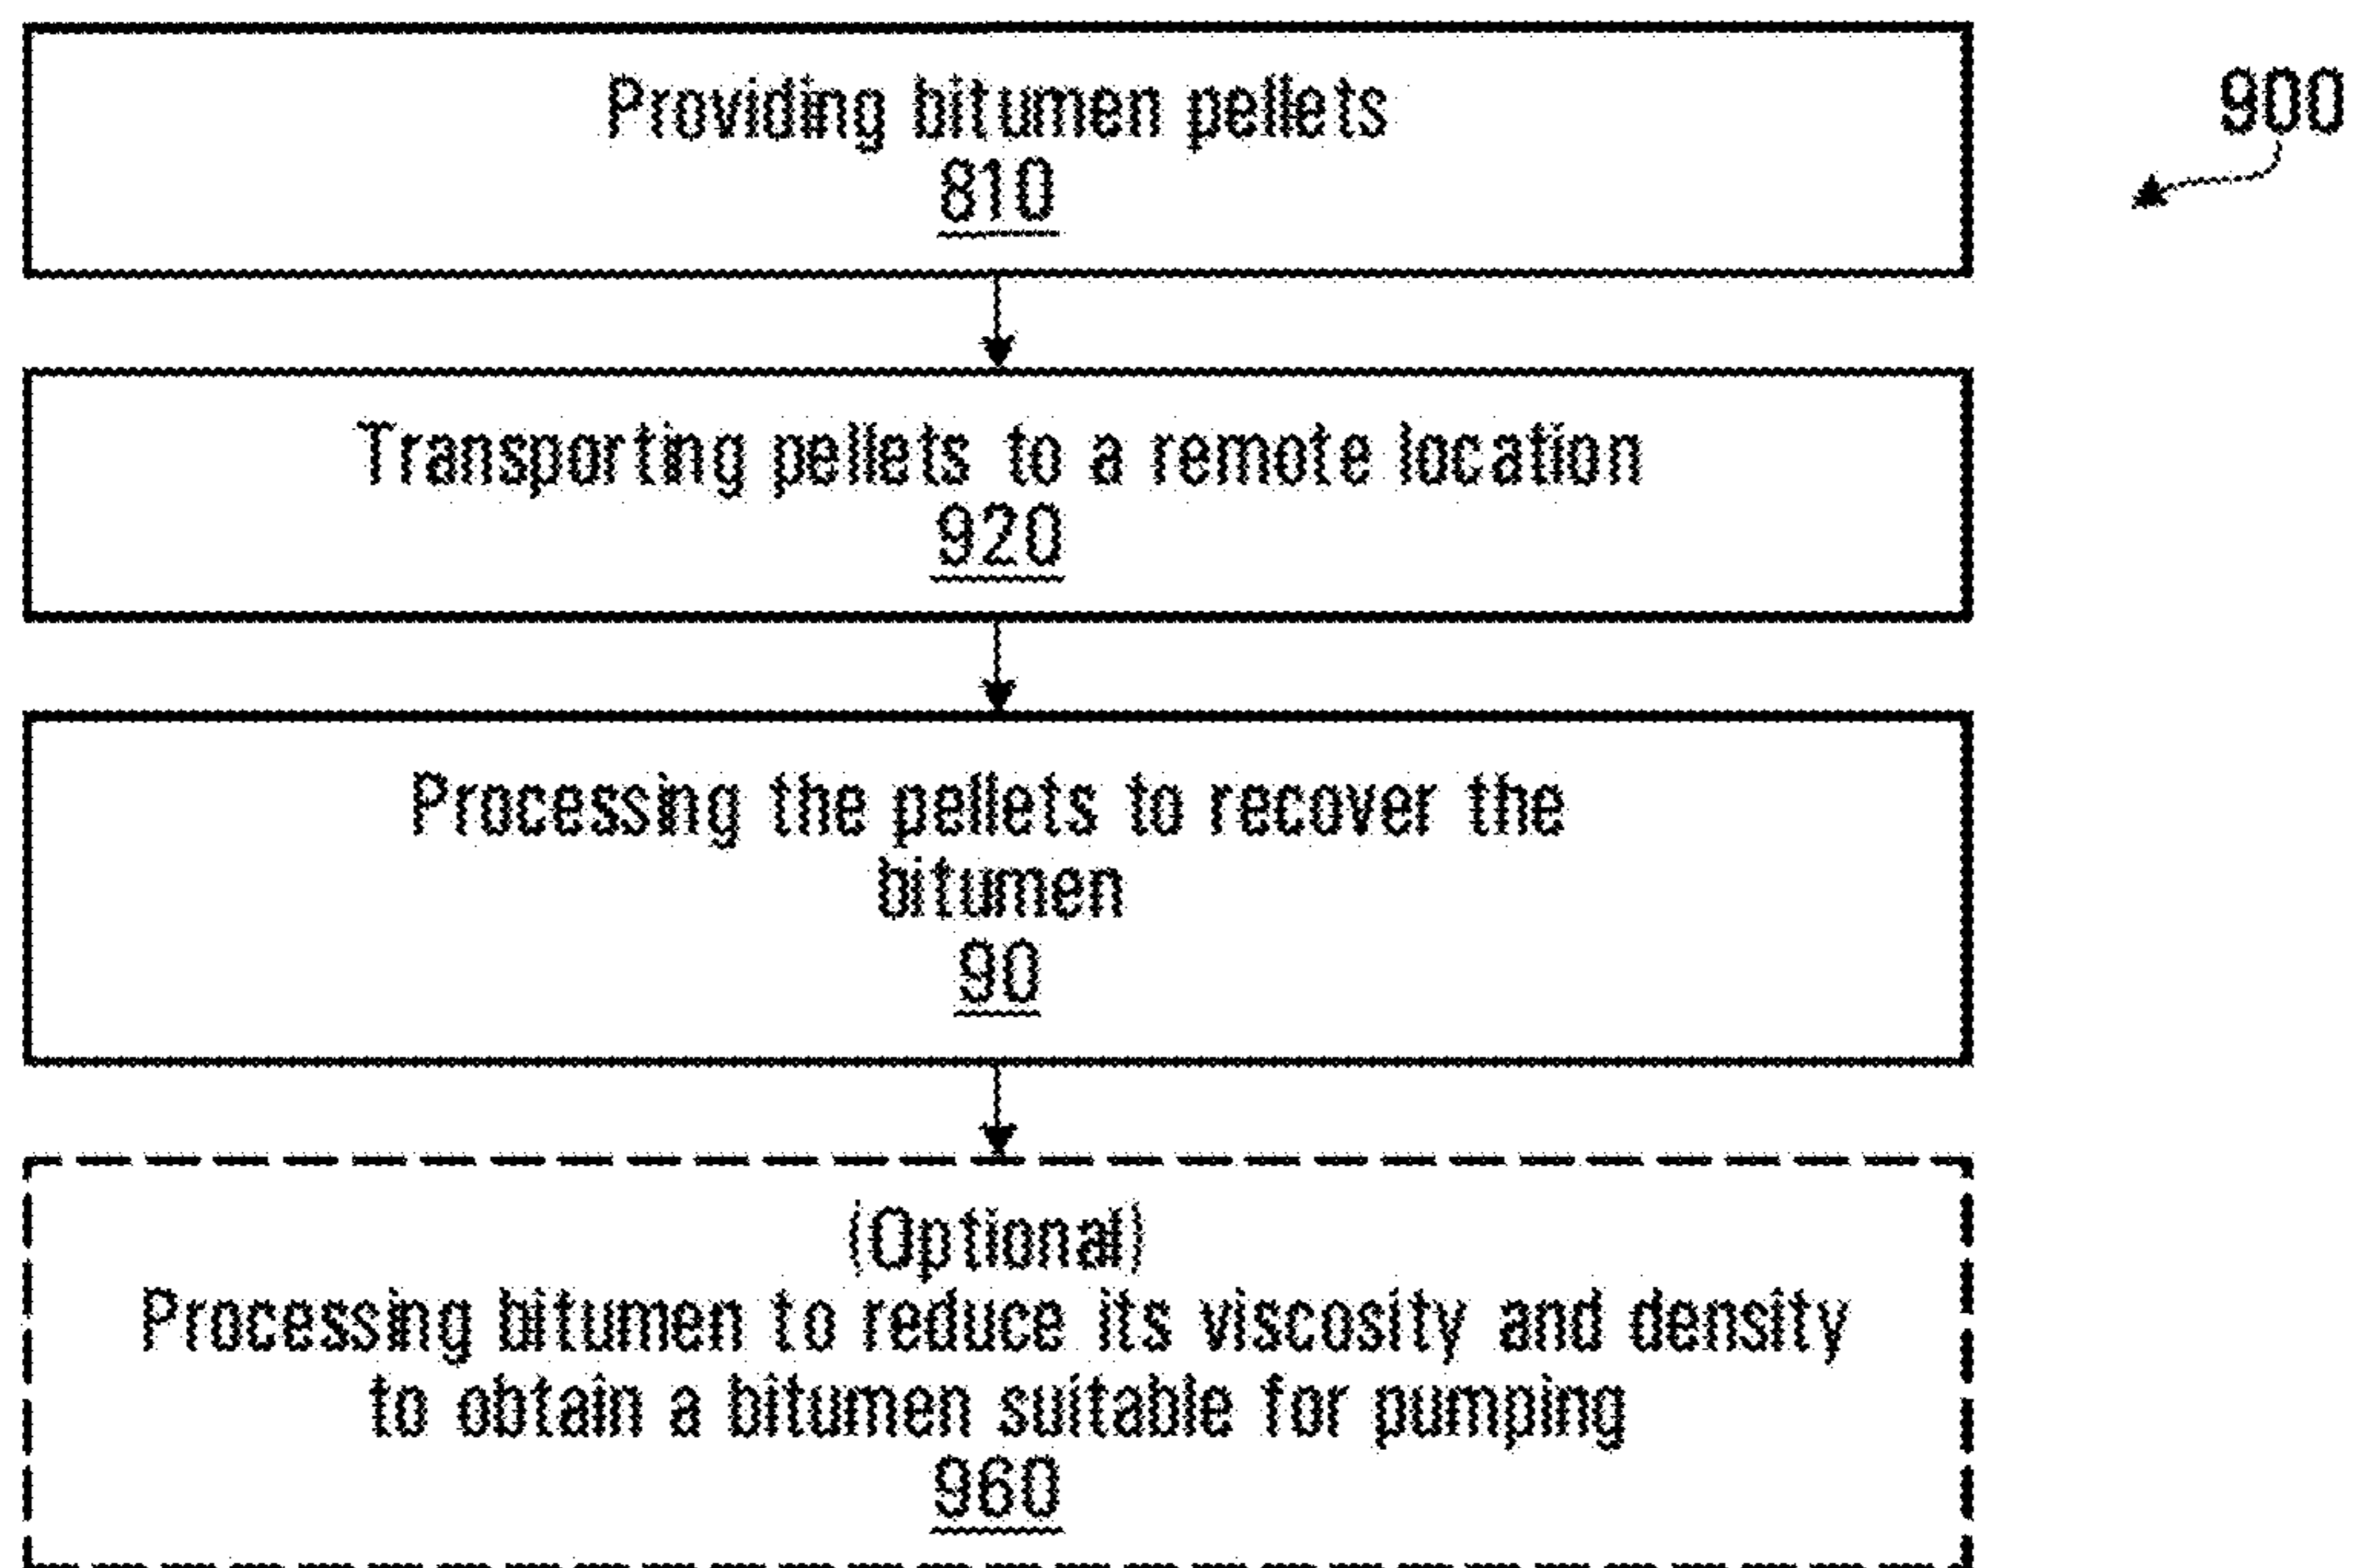 Providing bitumen pellets
810
900
Transporting pellets to a remote location
920
Processing the pellets to recover the
bitumen
90
(Optional)
Processing bitumen to reduce its viscosity and density
to obtain a bitumen suitable for pumping
960